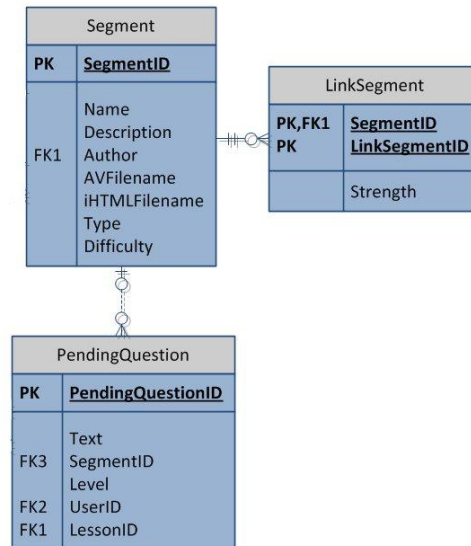 Segment
PK SegmentID
Name
Description
FK1 Author
AVFilename
iHTMLFilename
Type
Difficulty
LinkSegment
PK,FK1 SegmentID
PK LinkSegmentID
Strength
PendingQuestion
PK PendingQuestionID
Text
FK3 SegmentID
Level
FK2 UserID
FK1 LessonID